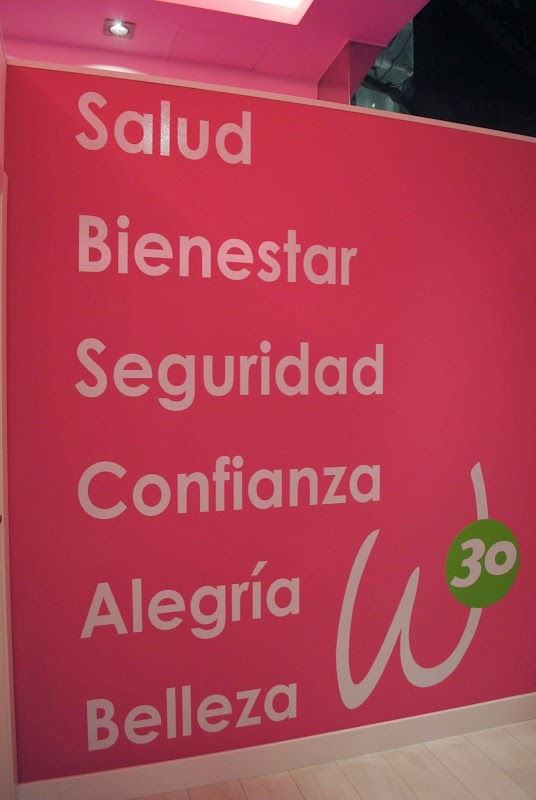 Salud
Bienestar
Seguridad
Confianza
Alegría
Belleza
W
30